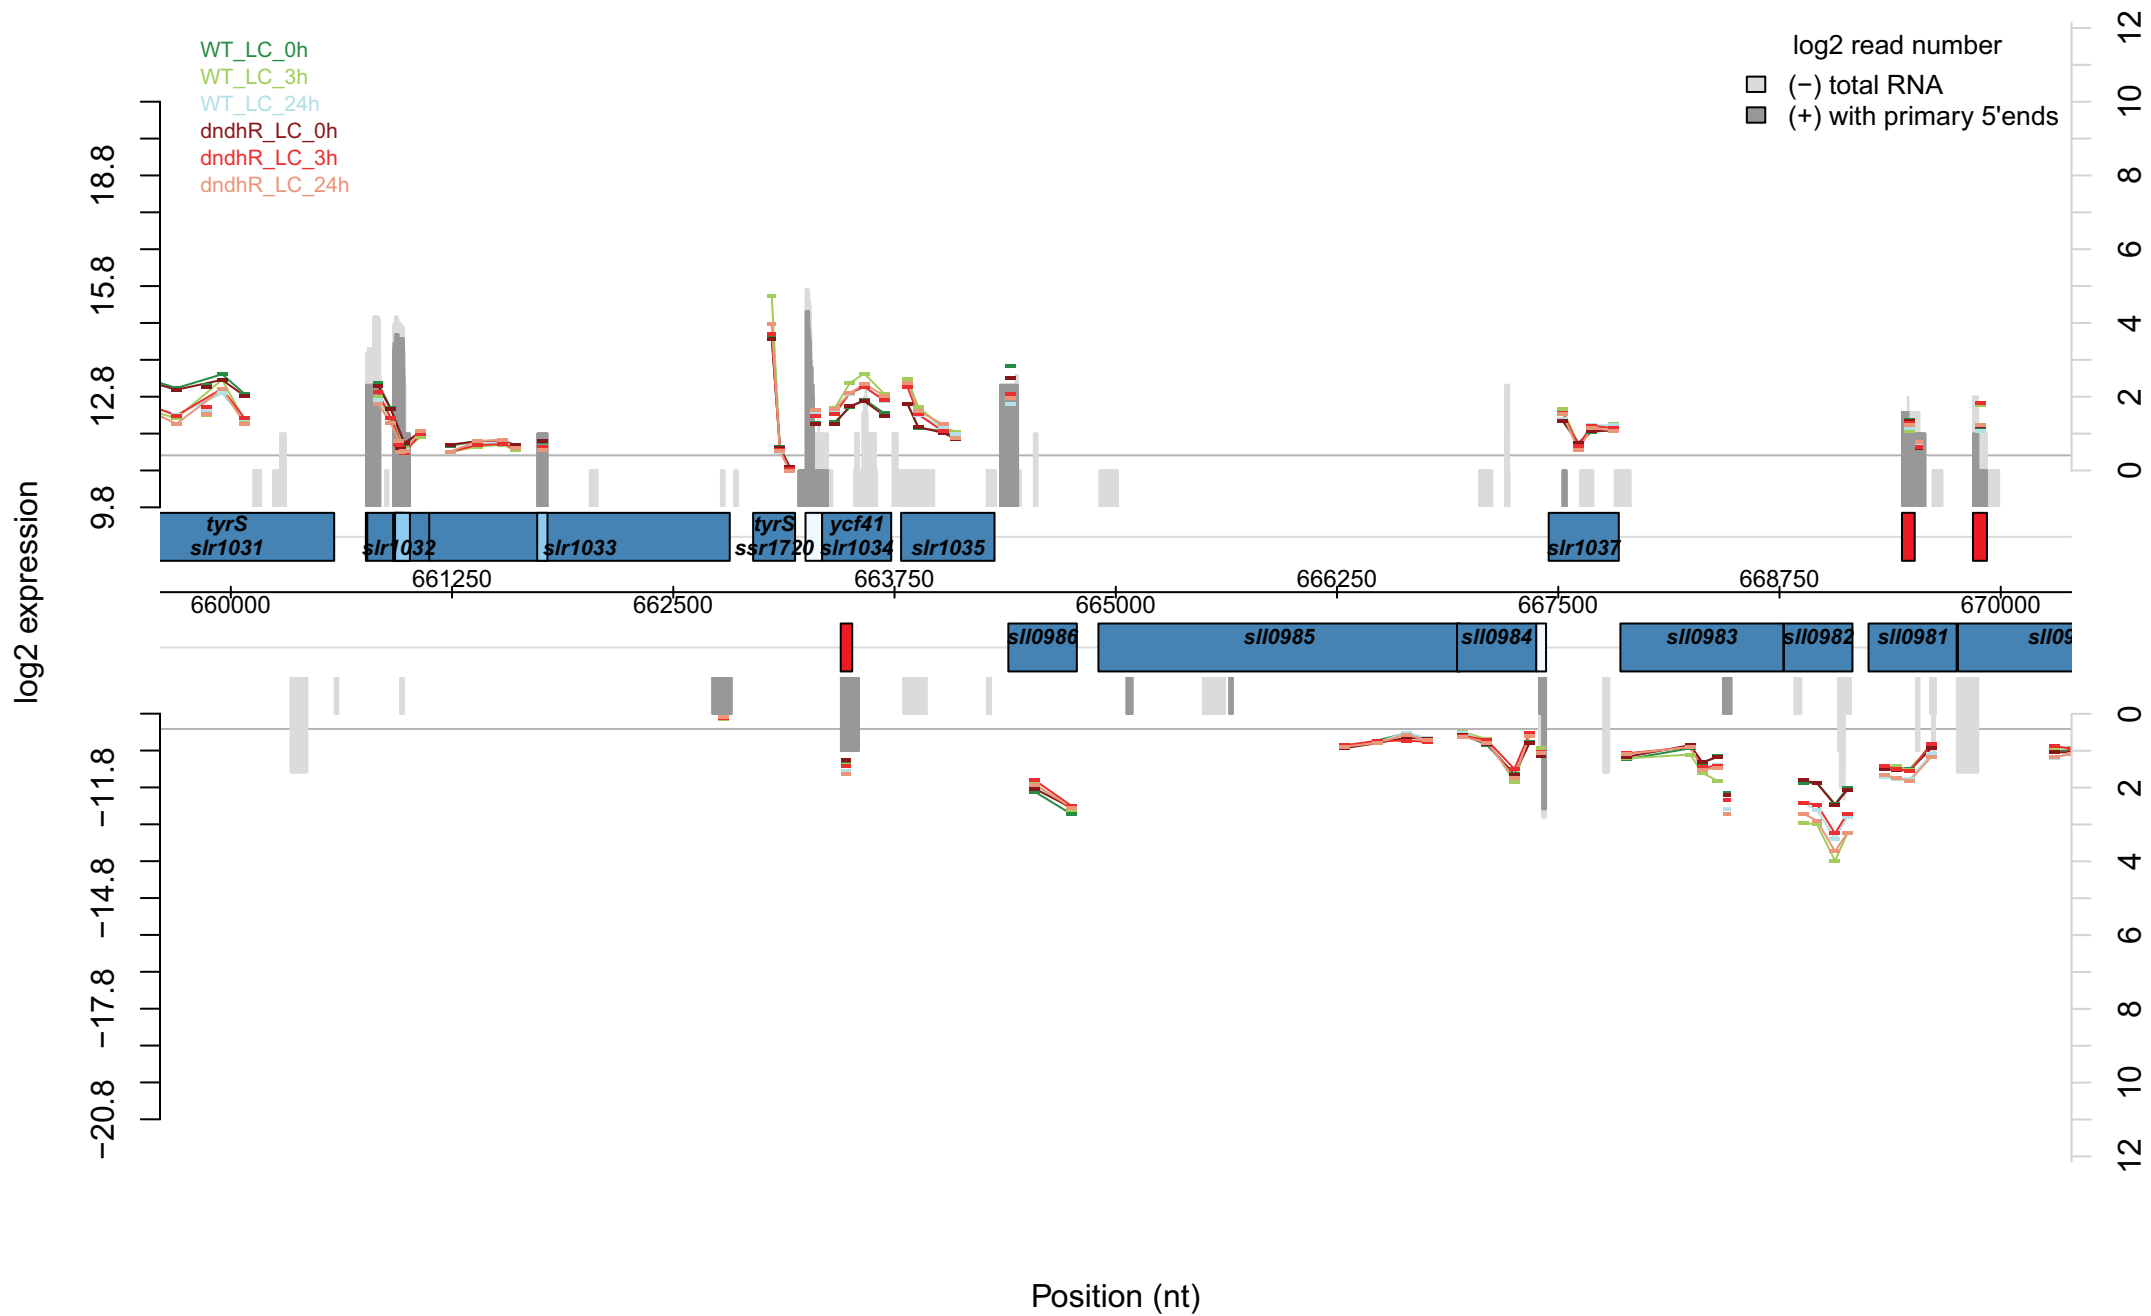 WT_LC_0h
WT_LC_3h
WT_LC_24h
dndhR_LC_0h
dndhR_LC_3h
dndhR_LC_24h
log2 read number
(−) total RNA
(+) with primary 5'ends
log2 expression
18.8
15.8
12.8
9.8
12
10
8
6
4
2
0
tyrS
slr1031
slr1032
slr1033
tyrS
ssr1720
ycf41
slr1034
slr1035
slr1037
661250
663750
666250
668750
660000
662500
665000
667500
670000
sll0986
sll0985
sll0984
sll0983
sll0982
sll0981
sll09
−11.8
−14.8
−17.8
−20.8
0
2
4
6
8
10
12
Position (nt)